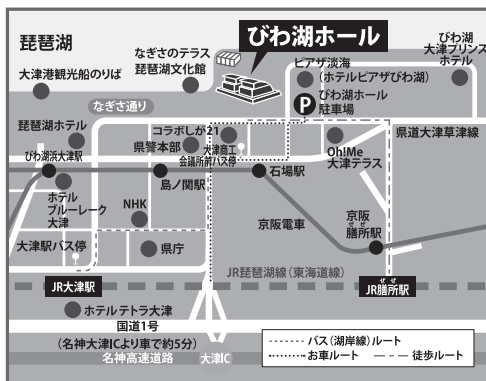 びわ湖ホール
琵琶湖
なぎさのテラス
琵琶湖文化館
大津港観光船のりば
ピアザ淡海
(ホテルピアザびわ湖)
びわ湖
大津プリンス
ホテル
P
びわ湖ホール
駐車場
なぎさ通り
琵琶湖ホテル
コラボしが21
県警本部
大津商工
会議所前バス停
Oh!Me
大津テラス
県道大津草津線
びわ湖浜大津駅
島ノ関駅
石場駅
ホテル
ブルーレーク
大津
NHK
京阪電車
京阪
膳所駅
ぜぜ
大津駅バス停
県庁
JR琵琶湖線(東海道線)
JR大津駅
JR膳所駅
ぜぜ
ホテルテトラ大津
国道1号
(名神大津ICより車で約5分)
名神高速道路
大津IC
バス(湖岸線)ルート
お車ルート
徒歩ルート